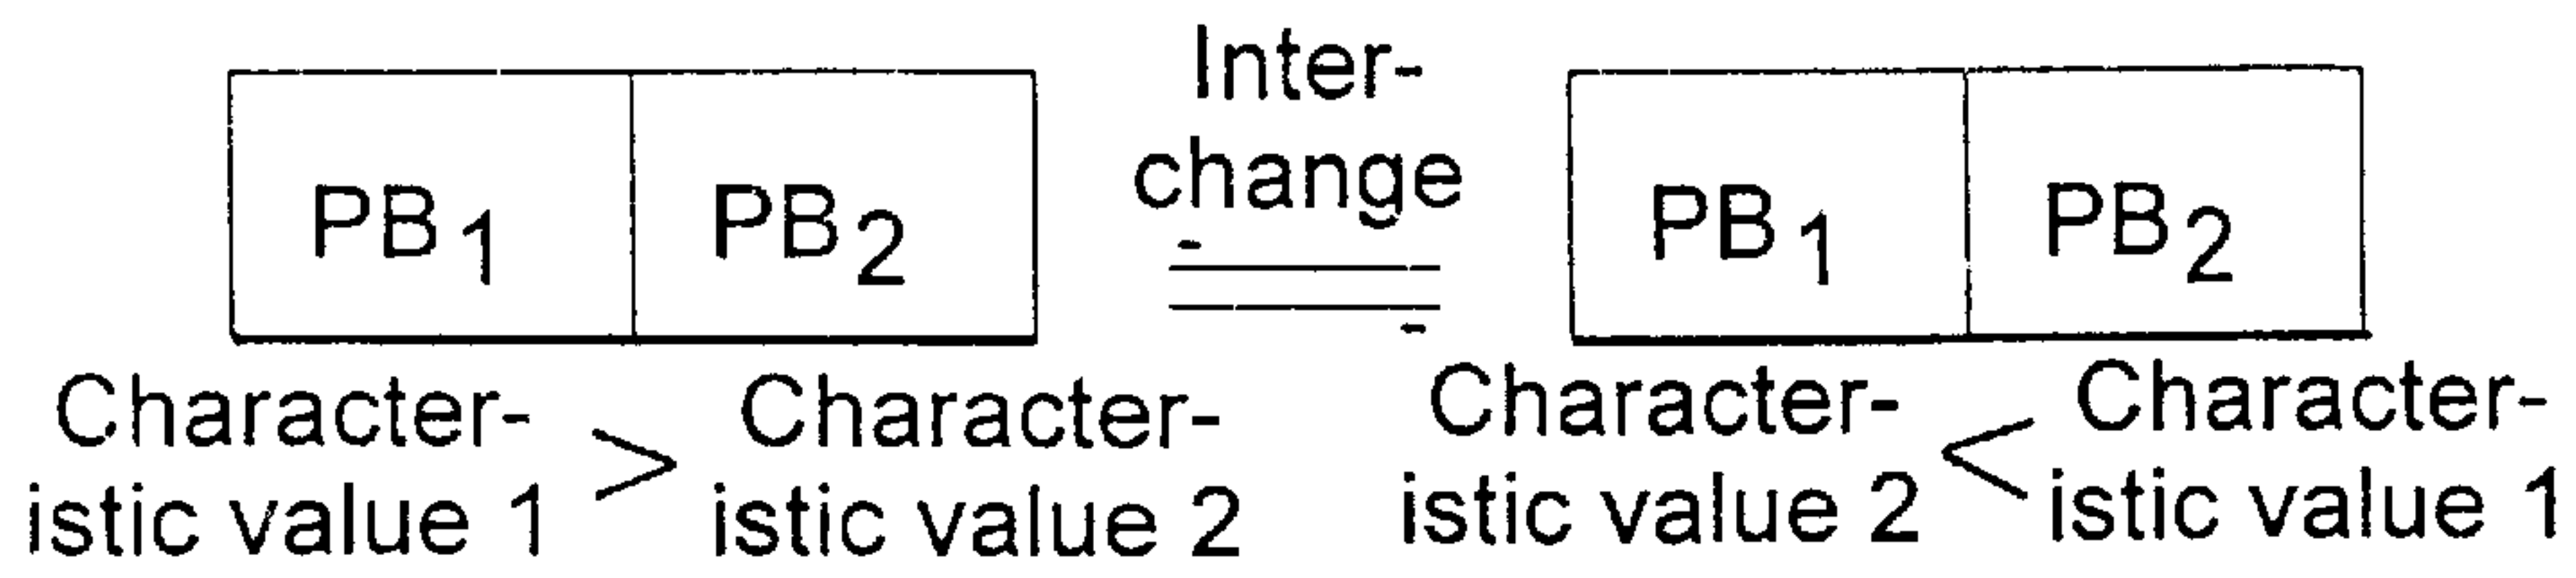 Inter-
change
PB1 PB2
PB1 PB2
Character-
istic value 1
>
Character-
istic value 2
Character-
istic value 2
<
Character-
istic value 1